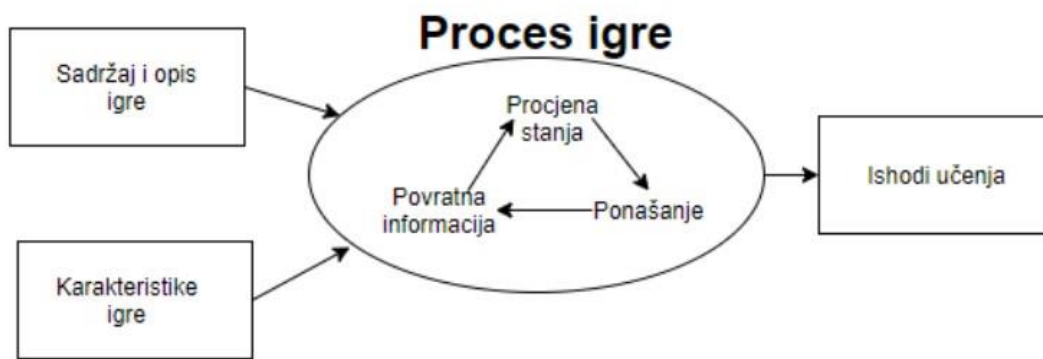 Proces igre
Sadržaj i opis
igre
Procjena
stanja
Povratna
informacija
Ponašanje
Ishodi učenja
Karakteristike
igre